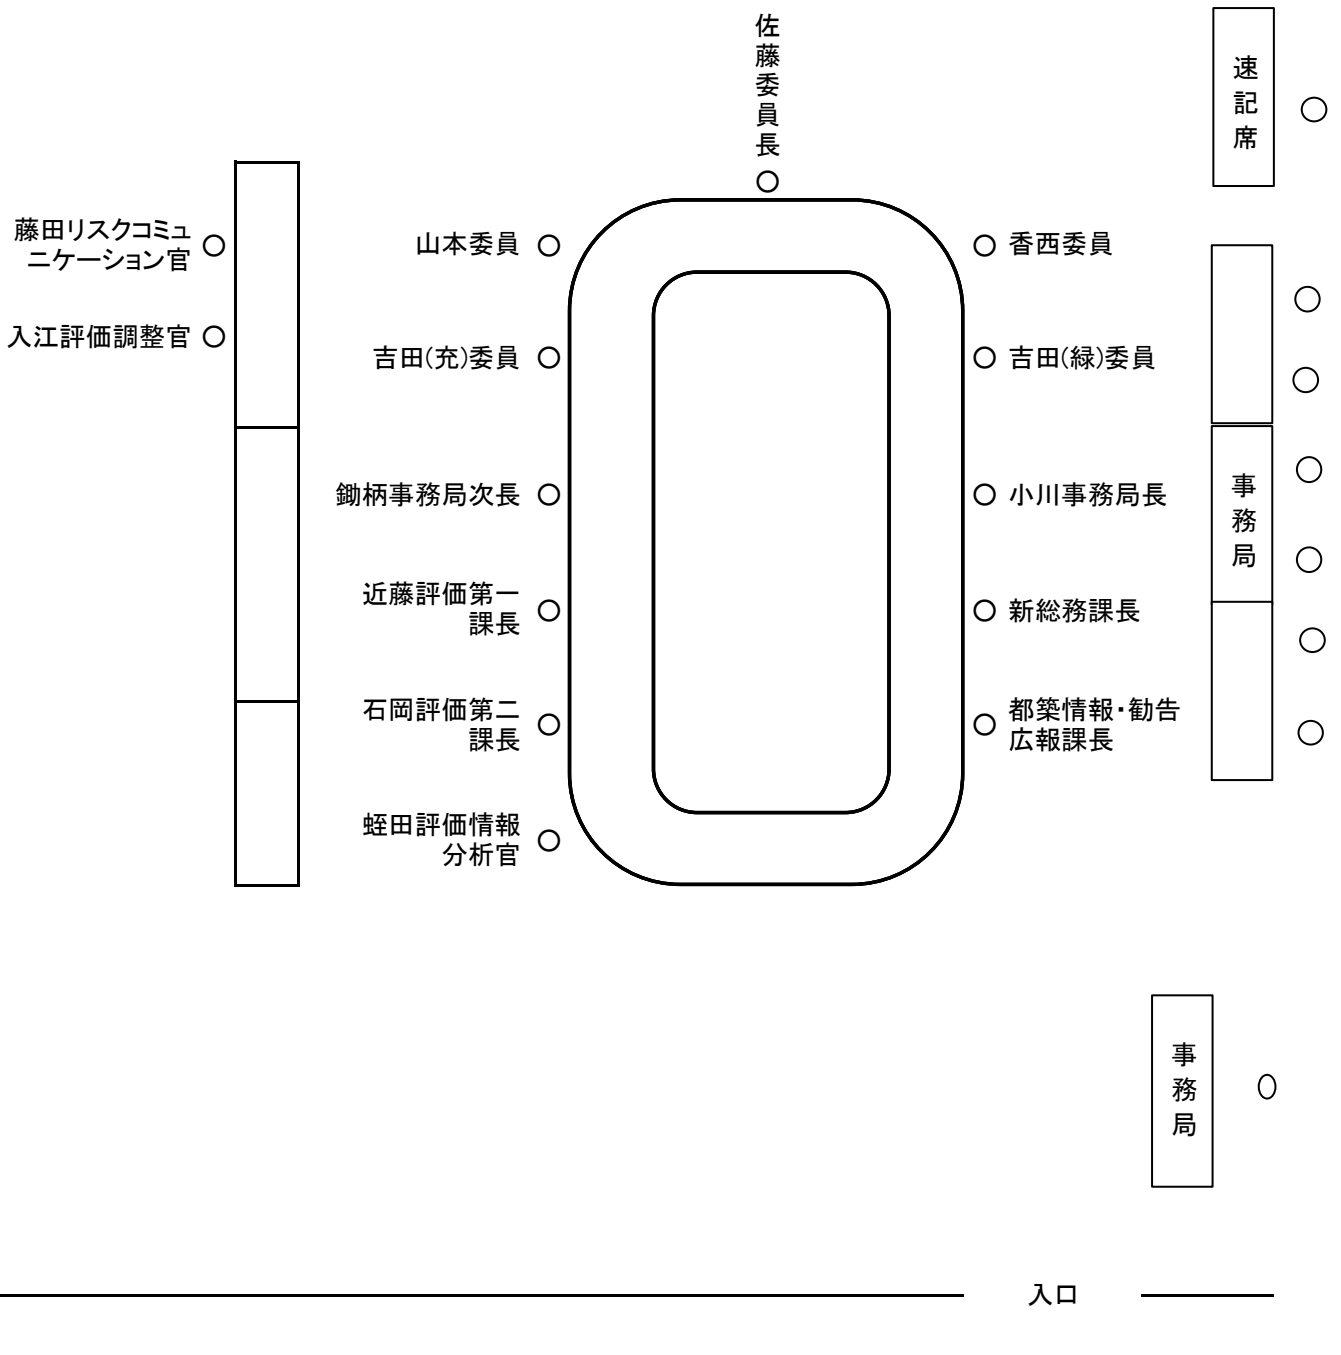 佐藤委員長
速記席
藤田リスクコミュ
ニケーション官
山本委員
香西委員
入江評価調整官
吉田(充)委員
吉田(緑)委員
鋤柄事務局次長
小川事務局長
事務局
近藤評価第一
課長
新総務課長
石岡評価第二
課長
都築情報・勧告
広報課長
蛭田評価情報
分析官
事務局
入口